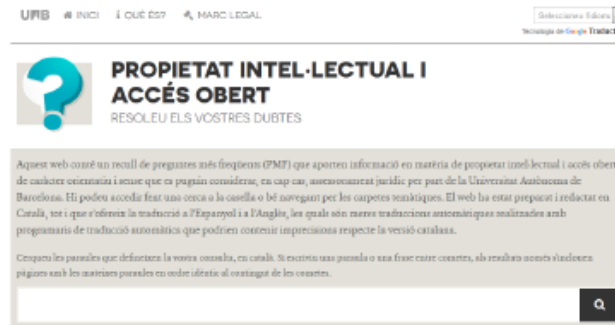 UAB INICI QUÈ ÉS? MARC LEGAL
Selecciona l'idioma
Tecnologia de Google Traductor
PROPIETAT INTEL·LECTUAL I
ACCÉS OBERT
RESOLEU ELS VOSTRES DUBTES
Aquest web conté un recull de preguntes més freqüents (PMF) que aporten informació en matèria de propietat intel·lectual i accés obert
de caràcter orientatiu i sense que es puguin considerar, en cap cas, assessorament jurídic per part de la Universitat Autònoma de
Barcelona. Hi podeu accedir fent una cerca a la casella o bé navegant per les carpetes temàtiques. El web ha estat preparat i redactat en
Català, tot i que s'ofereix la traducció a l'Espanyol i a l'Anglès, les quals són meres traduccions automàtiques realitzades amb
programaris de traducció automàtica que podrien contenir imprecisions respecte la versió catalana.
Cerqueu les paraules que defineixen la vostra consulta, en català. Si escriviu una paraula o una frase entre cometes, als resultats només s'inclouen
pàgines amb les mateixes paraules en ordre idèntic al contingut de les cometes.